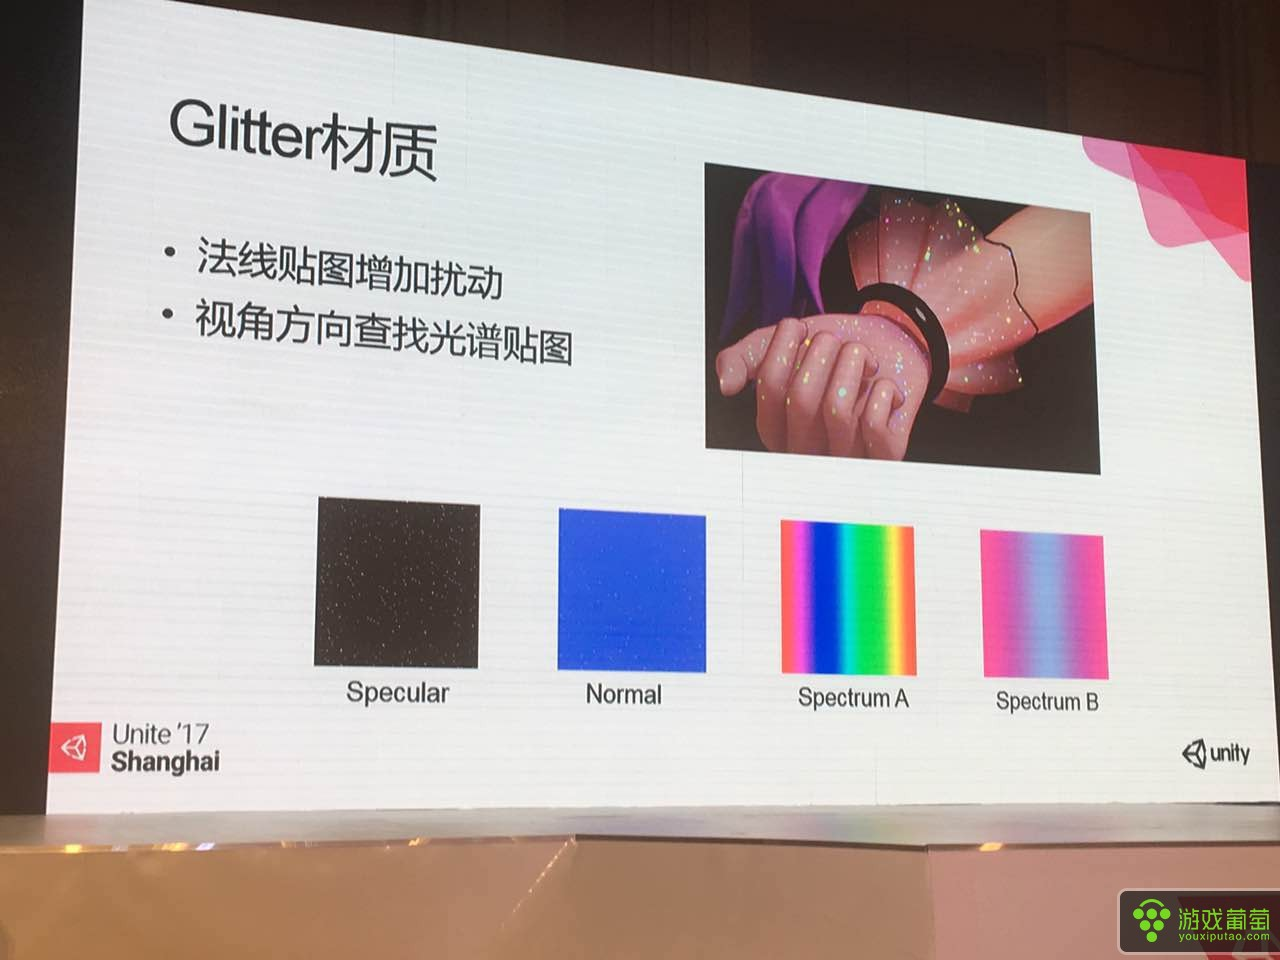 Glitter材质
• 法线贴图增加扰动
• 视角方向查找光谱贴图
Specular
Normal
Spectrum A
Spectrum B
Unite '17
Shanghai
unity
游戏葡萄
youxiputao.com